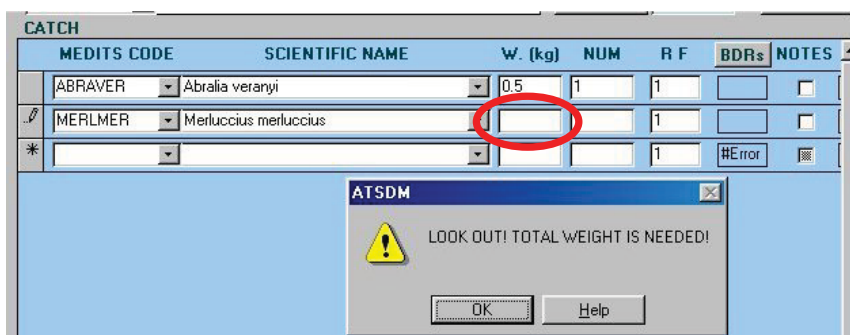 CATCH
MEDITS CODE SCIENTIFIC NAME W. (kg) NUM R F BDRs NOTES
ABRAVER Abralia veranyi 0.5 1 1
MERLMER Merluccius merluccius 1
* 1 #Error
ATSDM
LOOK OUT! TOTAL WEIGHT IS NEEDED!
OK Help